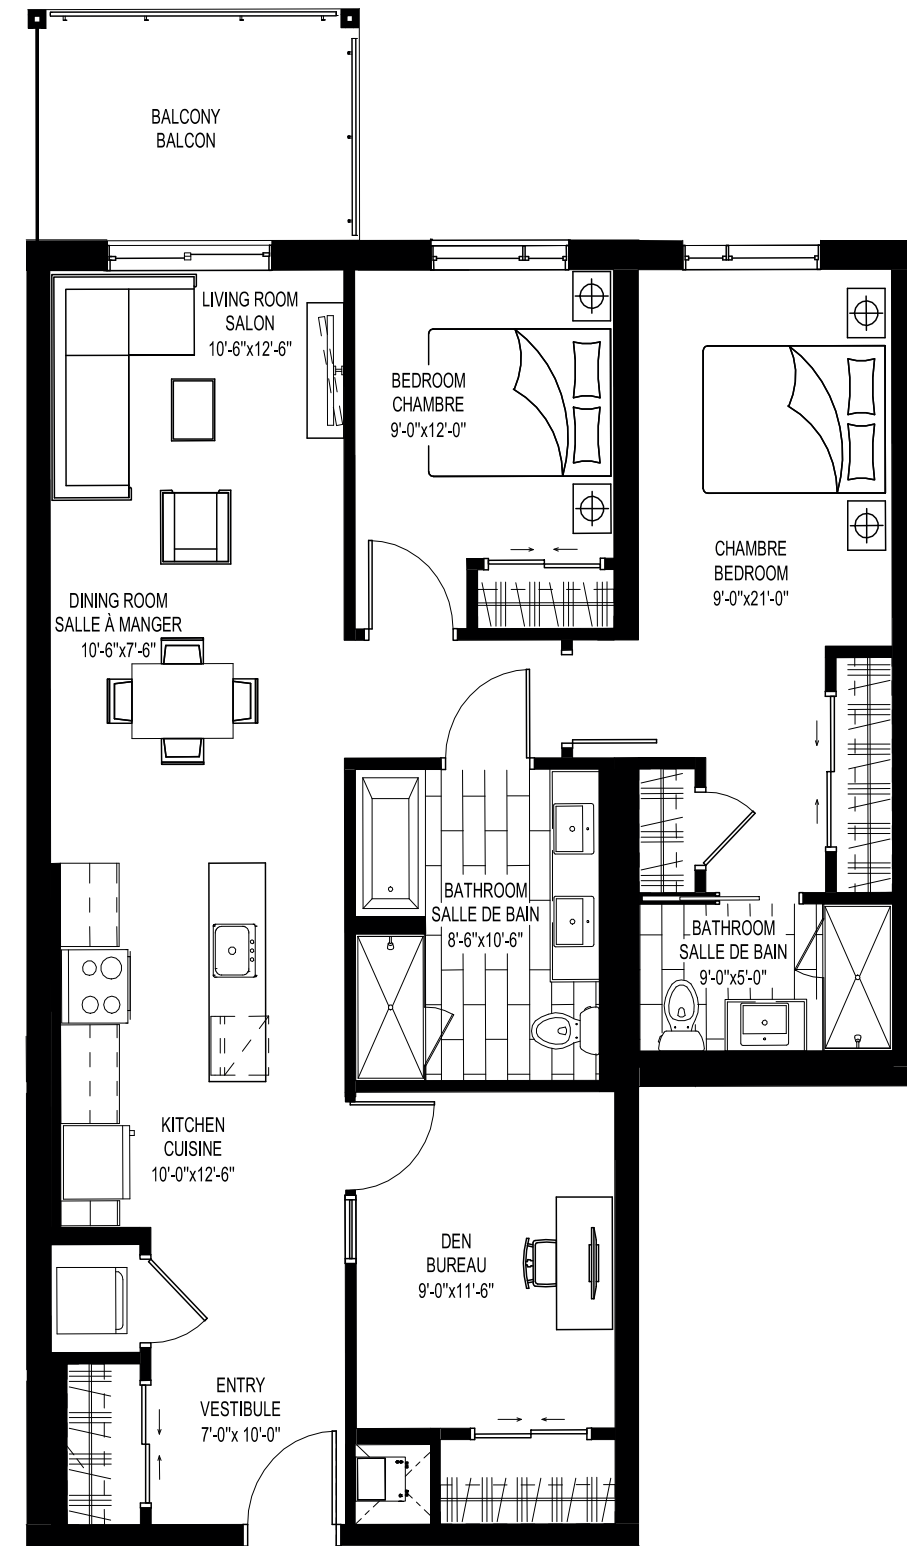 BALCONY
BALCON
LIVING ROOM
SALON
10'-6"x12'-6"
BEDROOM
CHAMBRE
9'-0"x12'-0"
CHAMBRE
BEDROOM
9'-0"x21'-0"
DINING ROOM
SALLE À MANGER
10'-6"x7'-6"
BATHROOM
SALLE DE BAIN
8'-6"x10'-6"
BATHROOM
SALLE DE BAIN
9'-0"x5'-0"
KITCHEN
CUISINE
10'-0"x12'-6"
DEN
BUREAU
9'-0"x11'-6"
ENTRY
VESTIBULE
7'-0"x 10'-0"